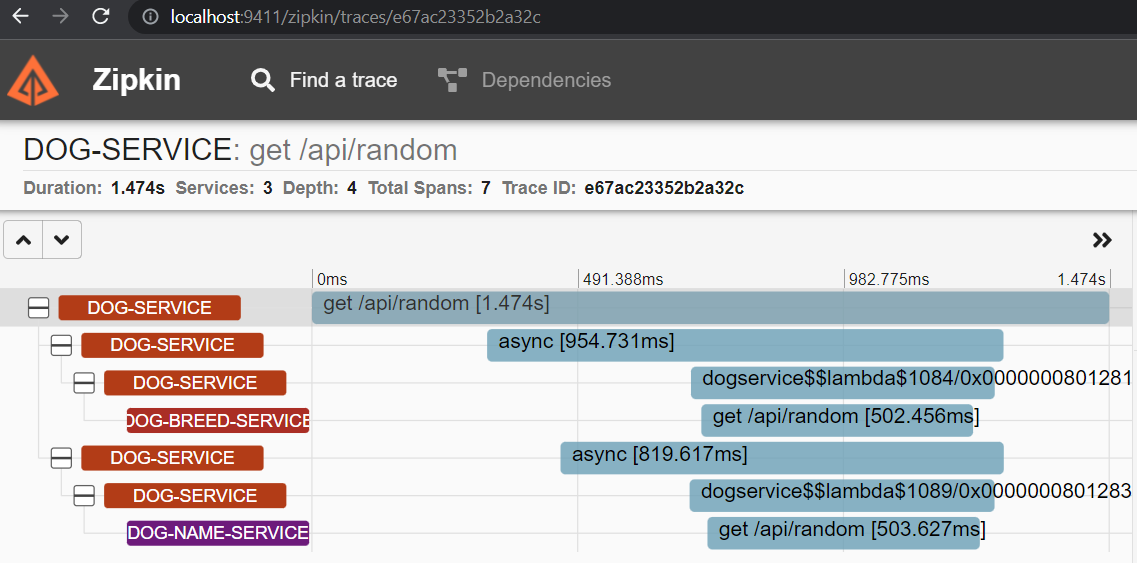 localhost:9411/zipkin/traces/e67ac23352b2a32c
Zipkin Find a trace Dependencies
DOG-SERVICE: get /api/random
Duration: 1.474s Services: 3 Depth: 4 Total Spans: 7 Trace ID: e67ac23352b2a32c
0ms 491.388ms 982.775ms 1.474s
DOG-SERVICE get /api/random [1.474s]
DOG-SERVICE async [954.731ms]
DOG-SERVICE dogservice$$lambda$1084/0x0000000801281
DOG-BREED-SERVICE get /api/random [502.456ms]
DOG-SERVICE async [819.617ms]
DOG-SERVICE dogservice$$lambda$1089/0x0000000801283
DOG-NAME-SERVICE get /api/random [503.627ms]